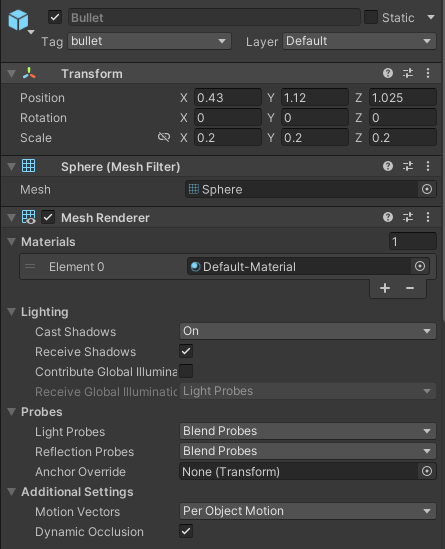 Bullet Static
Tag bullet Layer Default
Transform
Position X 0.43 Y 1.12 Z 1.025
Rotation X 0 Y 0 Z 0
Scale X 0.2 Y 0.2 Z 0.2
Sphere (Mesh Filter)
Mesh Sphere
Mesh Renderer
Materials 1
Element 0 Default-Material
Lighting
Cast Shadows On
Receive Shadows
Contribute Global Illumina
Receive Global Illuminatic Light Probes
Probes
Light Probes Blend Probes
Reflection Probes Blend Probes
Anchor Override None (Transform)
Additional Settings
Motion Vectors Per Object Motion
Dynamic Occlusion